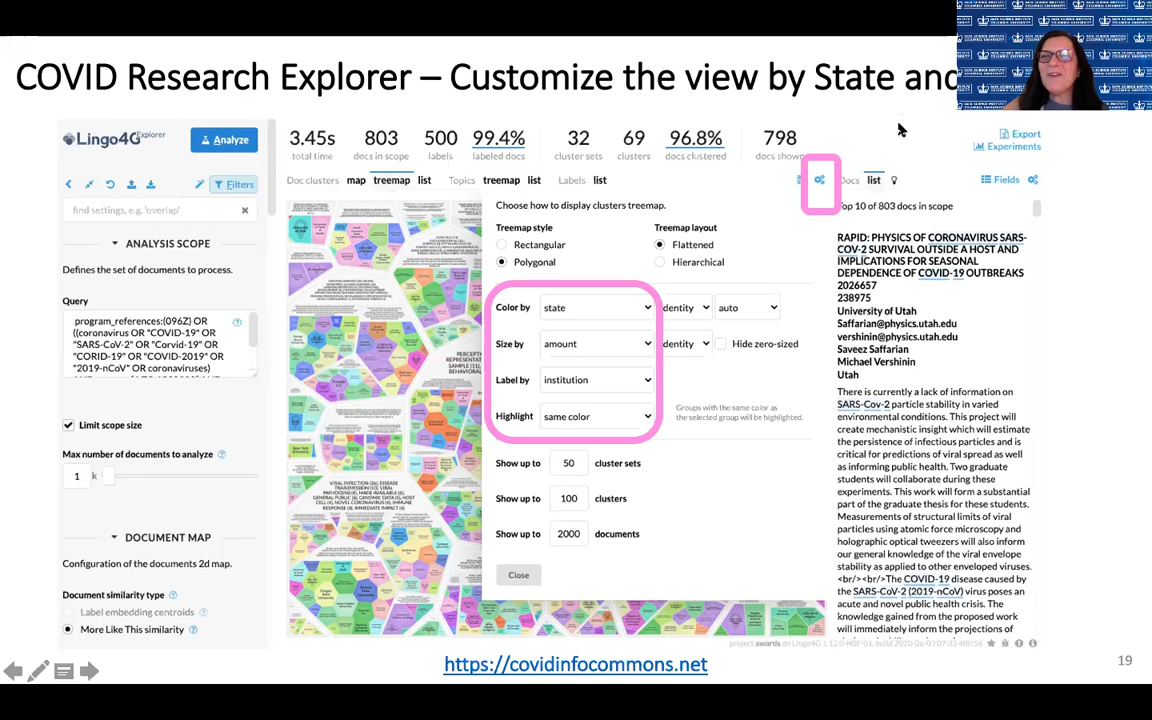 COVID Research Explorer – Customize the view by State and
Lingo4G Explorer
Analyze
3.45s
total time
803
docs in scope
500
labels
99.4%
labeled docs
32
cluster sets
69
clusters
96.8%
docs clustered
798
docs shown
Export
Experiments
Filters
Doc clusters map treemap list Topics treemap list Labels list
Docs list
Fields
find settings, e.g. 'overlap'
ANALYSIS SCOPE
Defines the set of documents to process.
Query
program_references:(096Z) OR
((coronavirus OR "COVID-19" OR
"SARS-CoV-2" OR "Corvid-19" OR
"CORID-19" OR "COVID-2019" OR
"2019-nCoV" OR coronaviruses)
Limit scope size
Max number of documents to analyze
1 k
DOCUMENT MAP
Configuration of the documents 2d map.
Document similarity type
Label embedding centroids
More Like This similarity
Choose how to display clusters treemap.
Treemap style
Rectangular
Polygonal
Treemap layout
Flattened
Hierarchical
Color by state identity auto
Size by amount identity Hide zero-sized
Label by institution
Highlight same color
Groups with the same color as
the selected group will be highlighted.
Show up to 50 cluster sets
Show up to 100 clusters
Show up to 2000 documents
Close
Top 10 of 803 docs in scope
RAPID: PHYSICS OF CORONAVIRUS SARS-
COV-2 SURVIVAL OUTSIDE A HOST AND
IMPLICATIONS FOR SEASONAL
DEPENDENCE OF COVID-19 OUTBREAKS
2026657
238975
University of Utah
Saffarian@physics.utah.edu
vershinin@physics.utah.edu
Saveez Saffarian
Michael Vershinin
Utah
There is currently a lack of information on
SARS-Cov-2 particle stability in varied
environmental conditions. This project will
create mechanistic insight which will estimate
the persistence of infectious particles and is
critical for predictions of viral spread as well
as informing public health. Two graduate
students will collaborate during these
experiments. This work will form a substantial
part of the graduate thesis for these students.
Measurements of structural limits of viral
particles using atomic force microscopy and
holographic optical tweezers will also inform
our general knowledge of the viral envelope
stability as applied to other enveloped viruses.
<br/><br/>The COVID-19 disease caused by
the SARS-CoV-2 (2019-nCoV) virus poses an
acute and novel public health crisis. The
knowledge gained from the proposed work
will immediately inform the projections of
https://covidinfocommons.net
19